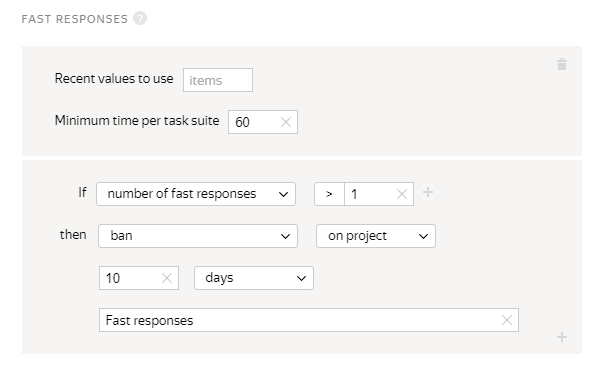 FAST RESPONSES ?
Recent values to use items
Minimum time per task suite 60
If number of fast responses > 1
then ban on project
10 days
Fast responses